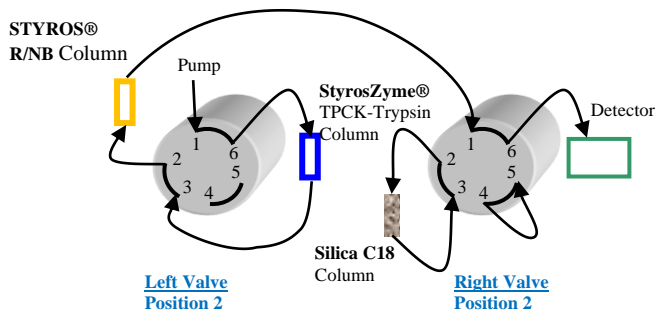 STYROS®
R/NB Column
Pump
StyrosZyme®
TPCK-Trypsin
Column
Detector
1
6
2
5
3
4
1
6
2
5
3
4
Silica C18
Column
Left Valve
Position 2
Right Valve
Position 2